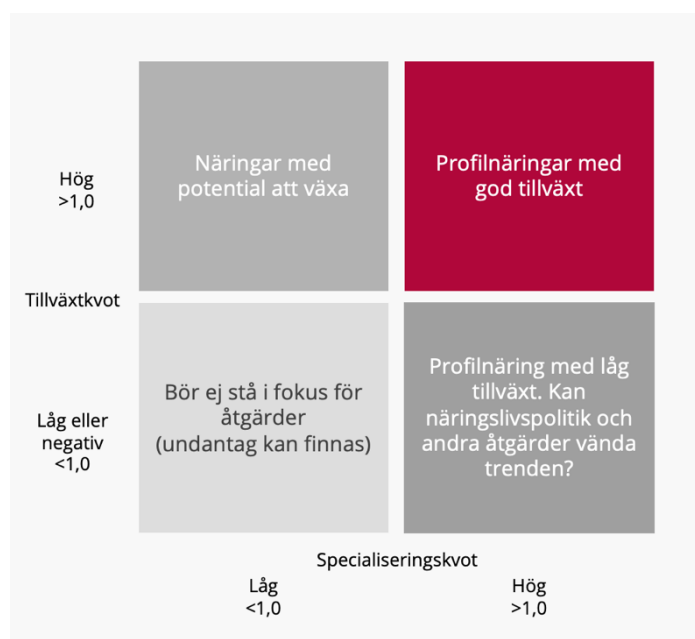 Näringar med
potential att växa
Profilnäringar med
god tillväxt
Hög
>1,0
Tillväxtkvot
Bör ej stå i fokus för
åtgärder
(undantag kan finnas)
Profilnäring med låg
tillväxt. Kan
näringslivspolitik och
andra åtgärder vända
trenden?
Låg eller
negativ
<1,0
Specialiseringskvot
Låg
<1,0
Hög
>1,0